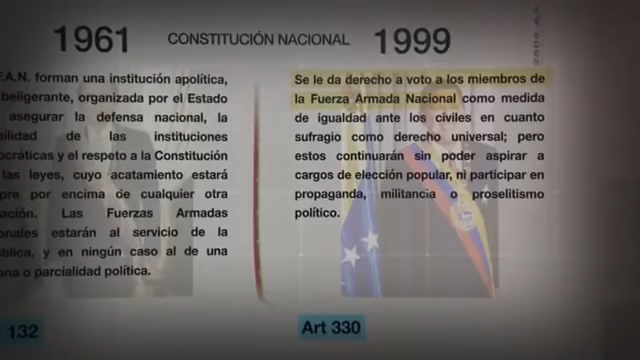 1961 CONSTITUCIÓN NACIONAL 1999
F.A.N. forman una institución apolítica,
beligerante, organizada por el Estado
asegurar la defensa nacional, la
bilidad de las instituciones
ocráticas y el respeto a la Constitución
las leyes, cuyo acatamiento estará
pre por encima de cualquier otra
ación. Las Fuerzas Armadas
onales estarán al servicio de la
ública, y en ningún caso al de una
ona o parcialidad política.
132
Se le da derecho a voto a los miembros de
la Fuerza Armada Nacional como medida
de igualdad ante los civiles en cuanto
sufragio como derecho universal; pero
estos continuarán sin poder aspirar a
cargos de elección popular, ni participar en
propaganda, militancia o proselitismo
político.
Art 330